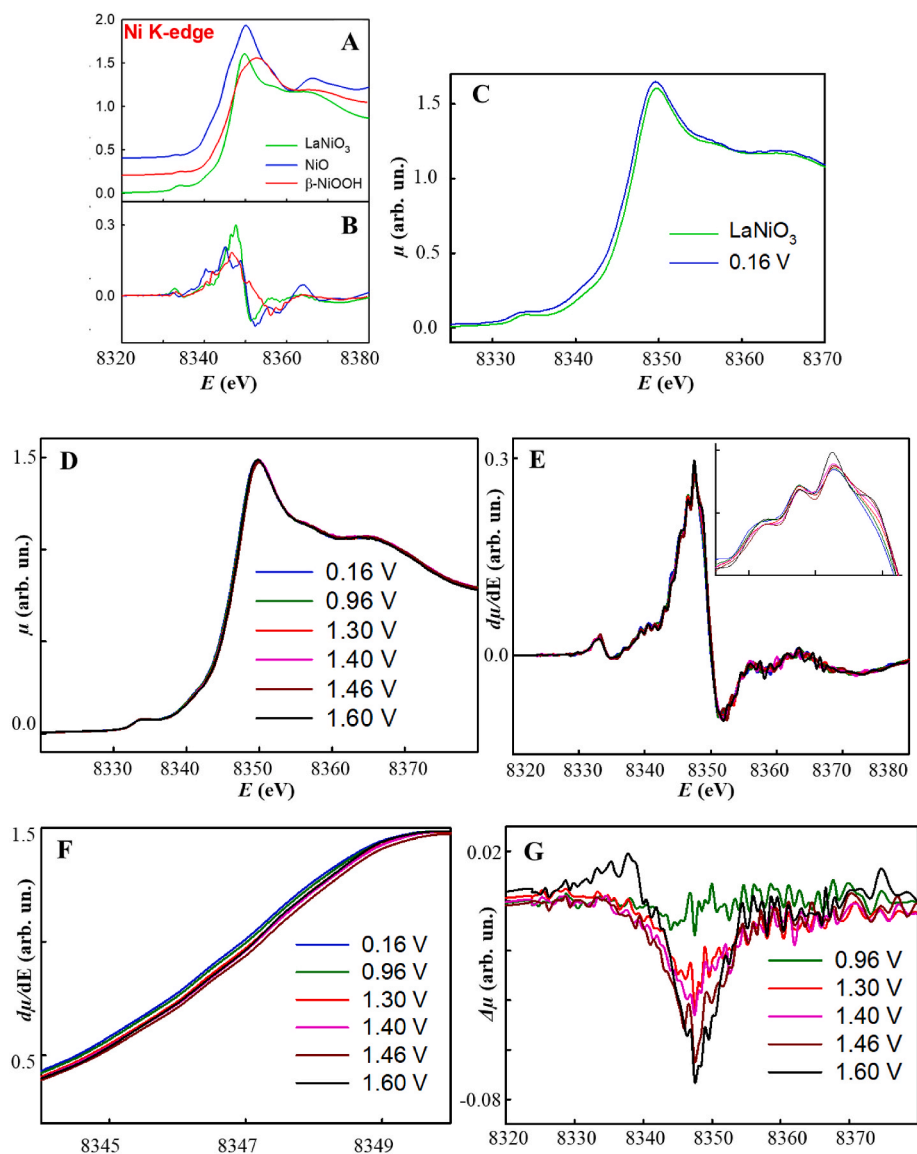 Ni K-edge
A
2.0
1.5
1.0
0.5
0.0
LaNiO₃
NiO
β-NiOOH
B
0.3
0.0
8320 8340 8360 8380
E (eV)
C
μ (arb. un.)
1.5
1.0
0.5
0.0
LaNiO₃
0.16 V
8330 8340 8350 8360 8370
E (eV)
D
μ (arb. un.)
1.5
0.0
0.16 V
0.96 V
1.30 V
1.40 V
1.46 V
1.60 V
8330 8340 8350 8360 8370
E (eV)
E
dμ/dE (arb. un.)
0.3
0.0
8320 8330 8340 8350 8360 8370 8380
E (eV)
F
dμ/dE (arb. un.)
1.5
0.5
0.16 V
0.96 V
1.30 V
1.40 V
1.46 V
1.60 V
8345 8347 8349
G
Δμ (arb. un.)
0.02
-0.08
0.96 V
1.30 V
1.40 V
1.46 V
1.60 V
8320 8330 8340 8350 8360 8370
E (eV)